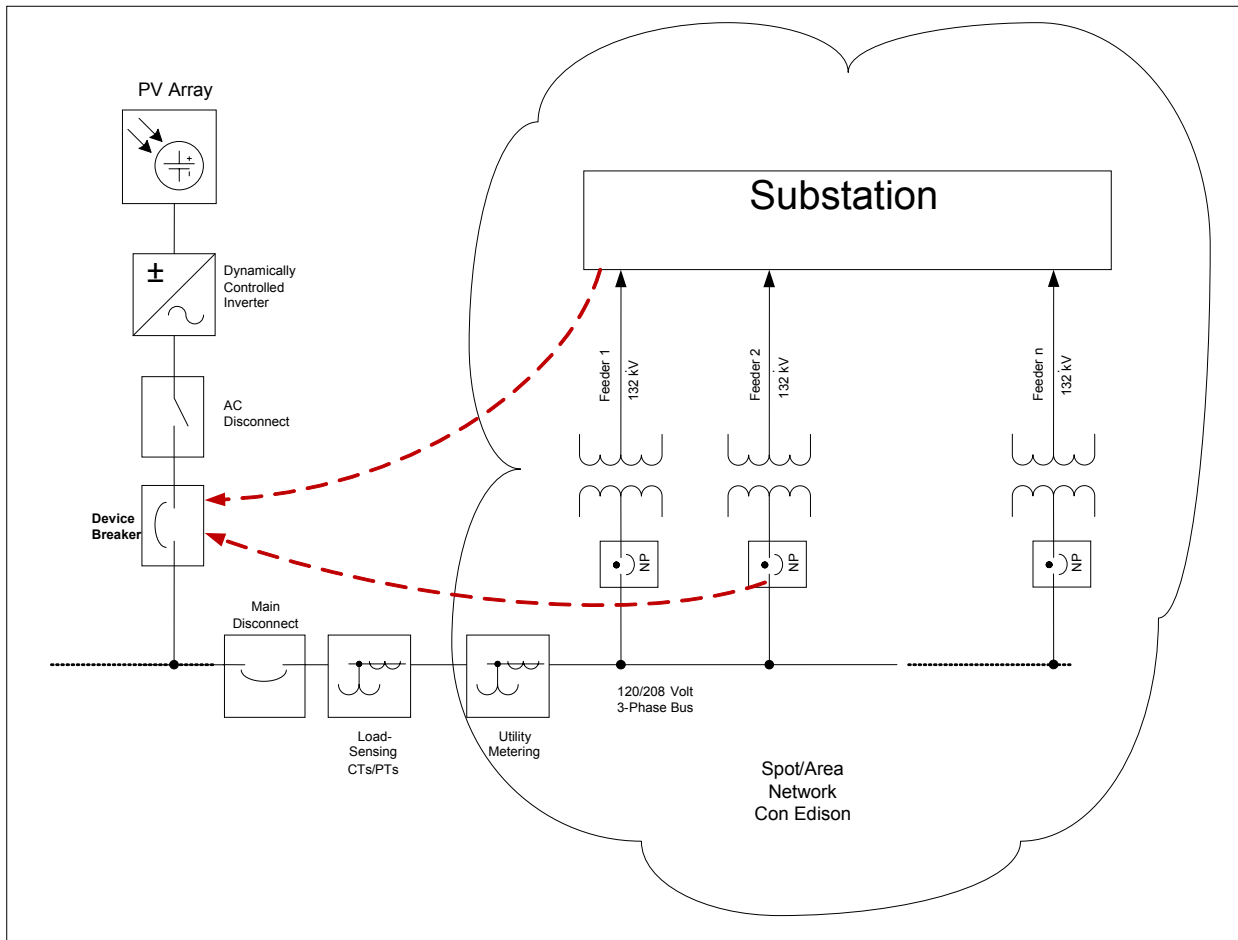 PV Array
+
-
±
Dynamically
Controlled
Inverter
AC
Disconnect
Device
Breaker
Main
Disconnect
Load-
Sensing
CTs/PTs
Utility
Metering
Substation
Feeder 1
132 kV
Feeder 2
132 kV
Feeder n
132 kV
NP
NP
NP
120/208 Volt
3-Phase Bus
Spot/Area
Network
Con Edison